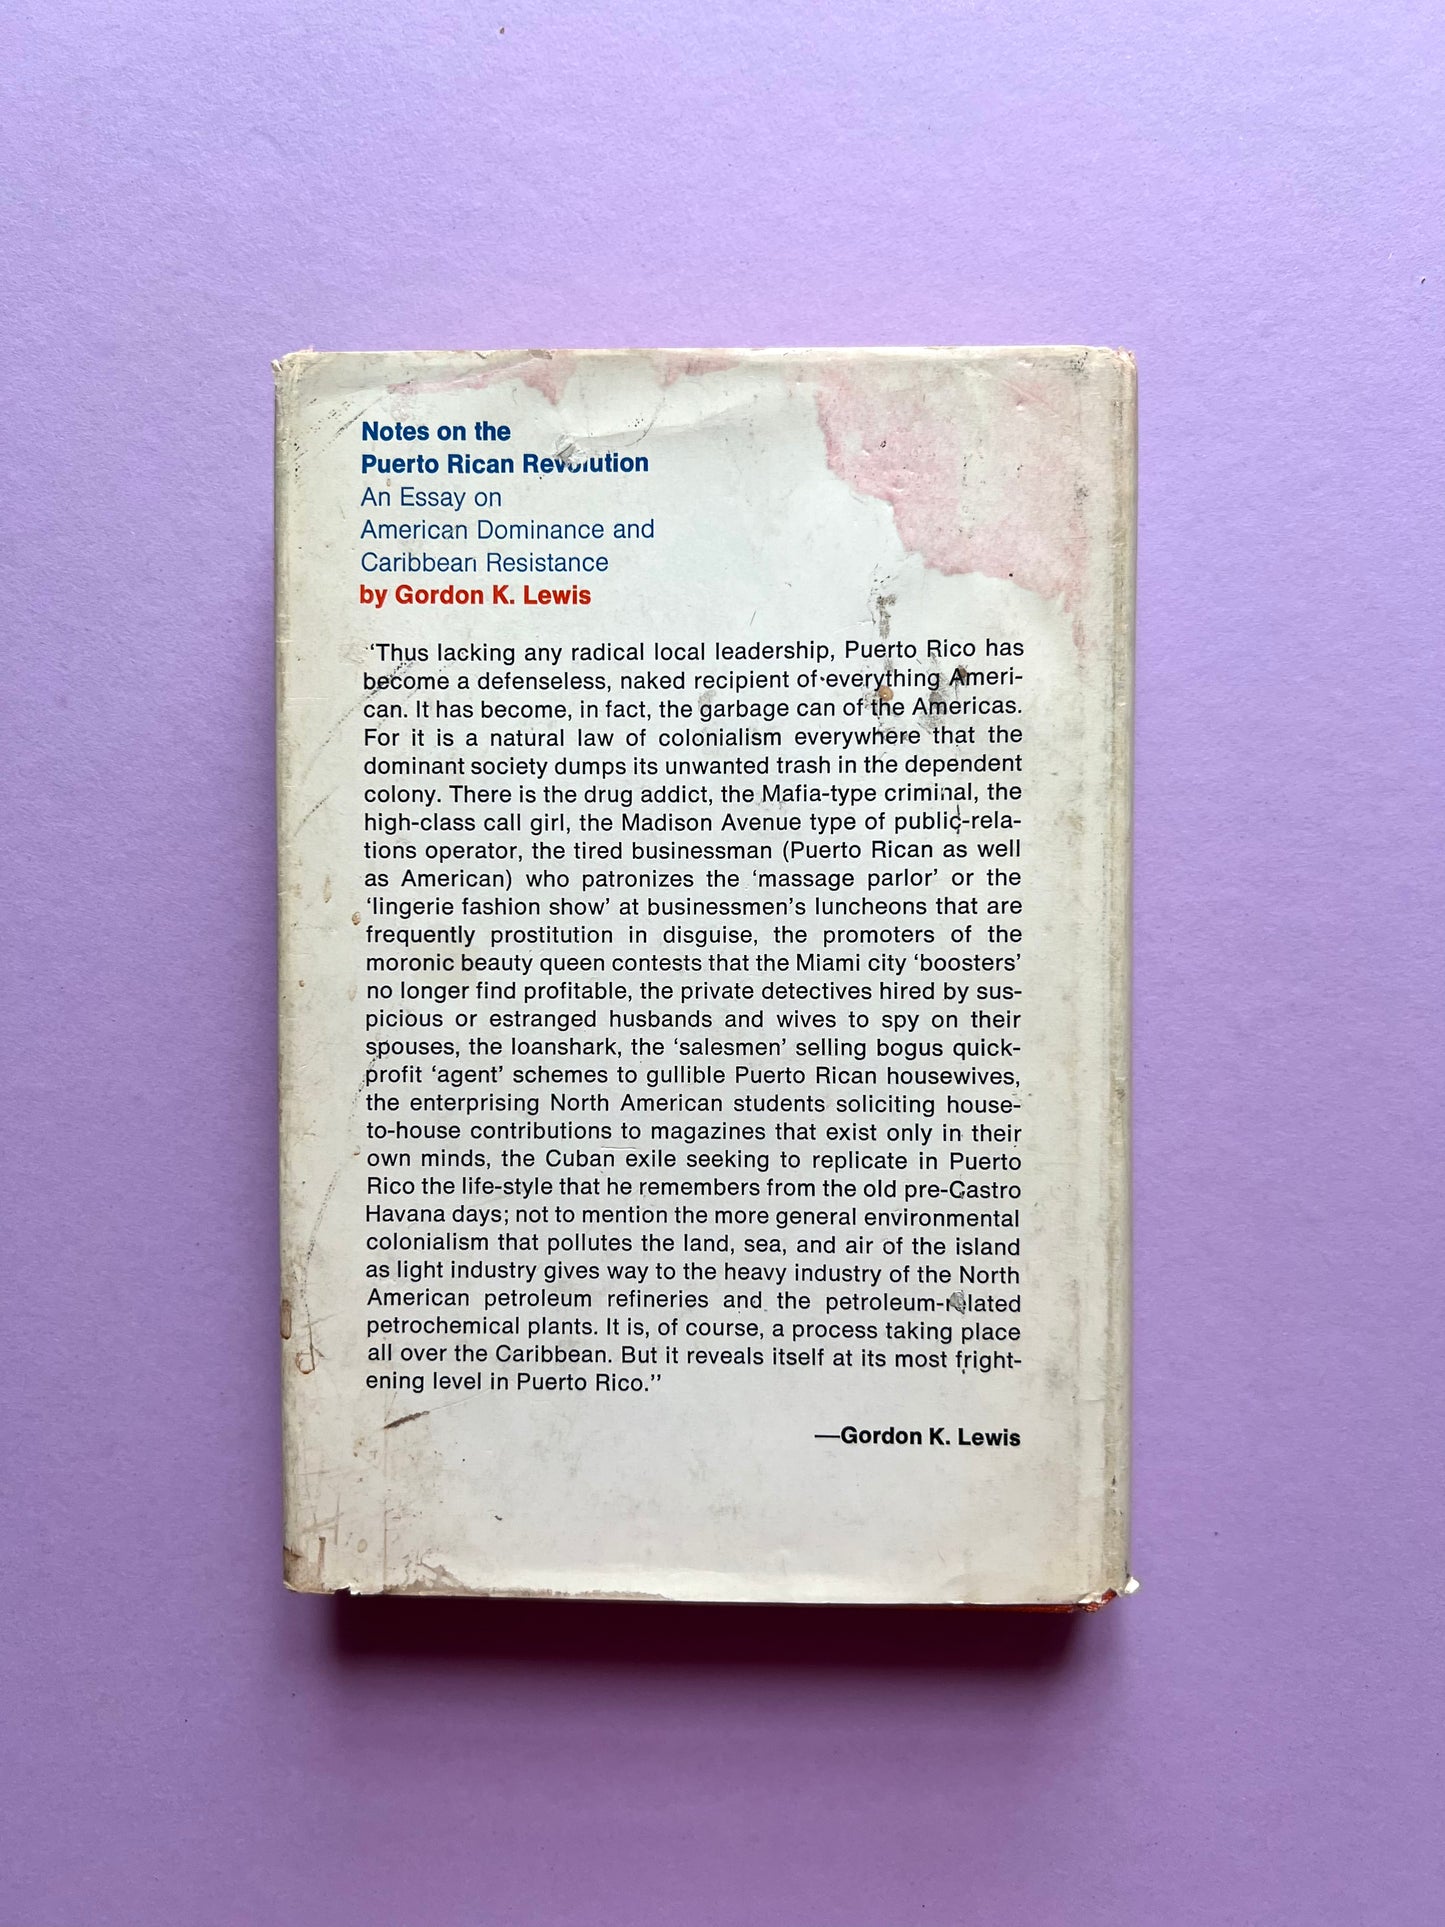 Notes on the
Puerto Rican Revolution
An Essay on
American Dominance and
Caribbean Resistance
by Gordon K. Lewis
‘Thus lacking any radical local leadership, Puerto Rico has
become a defenseless, naked recipient of everything Ameri-
can. It has become, in fact, the garbage can of the Americas.
For it is a natural law of colonialism everywhere that the
dominant society dumps its unwanted trash in the dependent
colony. There is the drug addict, the Mafia-type criminal, the
high-class call girl, the Madison Avenue type of public-rela-
tions operator, the tired businessman (Puerto Rican as well
as American) who patronizes the ‘massage parlor’ or the
‘lingerie fashion show’ at businessmen’s luncheons that are
frequently prostitution in disguise, the promoters of the
moronic beauty queen contests that the Miami city ‘boosters’
no longer find profitable, the private detectives hired by sus-
picious or estranged husbands and wives to spy on their
spouses, the loanshark, the ‘salesmen’ selling bogus quick-
profit ‘agent’ schemes to gullible Puerto Rican housewives,
the enterprising North American students soliciting house-
to-house contributions to magazines that exist only in their
own minds, the Cuban exile seeking to replicate in Puerto
Rico the life-style that he remembers from the old pre-Castro
Havana days; not to mention the more general environmental
colonialism that pollutes the land, sea, and air of the island
as light industry gives way to the heavy industry of the North
American petroleum refineries and the petroleum-related
petrochemical plants. It is, of course, a process taking place
all over the Caribbean. But it reveals itself at its most fright-
ening level in Puerto Rico.”
—Gordon K. Lewis